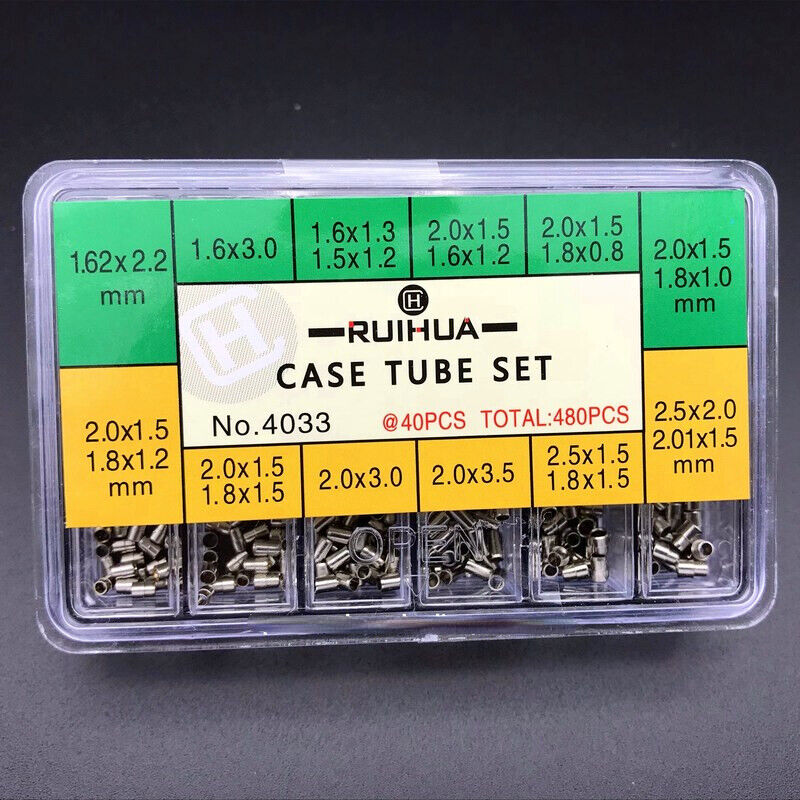 1.62x2.2
mm
1.6x3.0
1.6x1.3
1.5x1.2
2.0x1.5
1.6x1.2
2.0x1.5
1.8x0.8
2.0x1.5
1.8x1.0
mm
H
RUIHUA
CASE TUBE SET
No.4033 @40PCS TOTAL:480PCS
2.0x1.5
1.8x1.2
mm
2.0x1.5
1.8x1.5
2.0x3.0
2.0x3.5
2.5x1.5
1.8x1.5
2.5x2.0
2.01x1.5
mm
OPEN